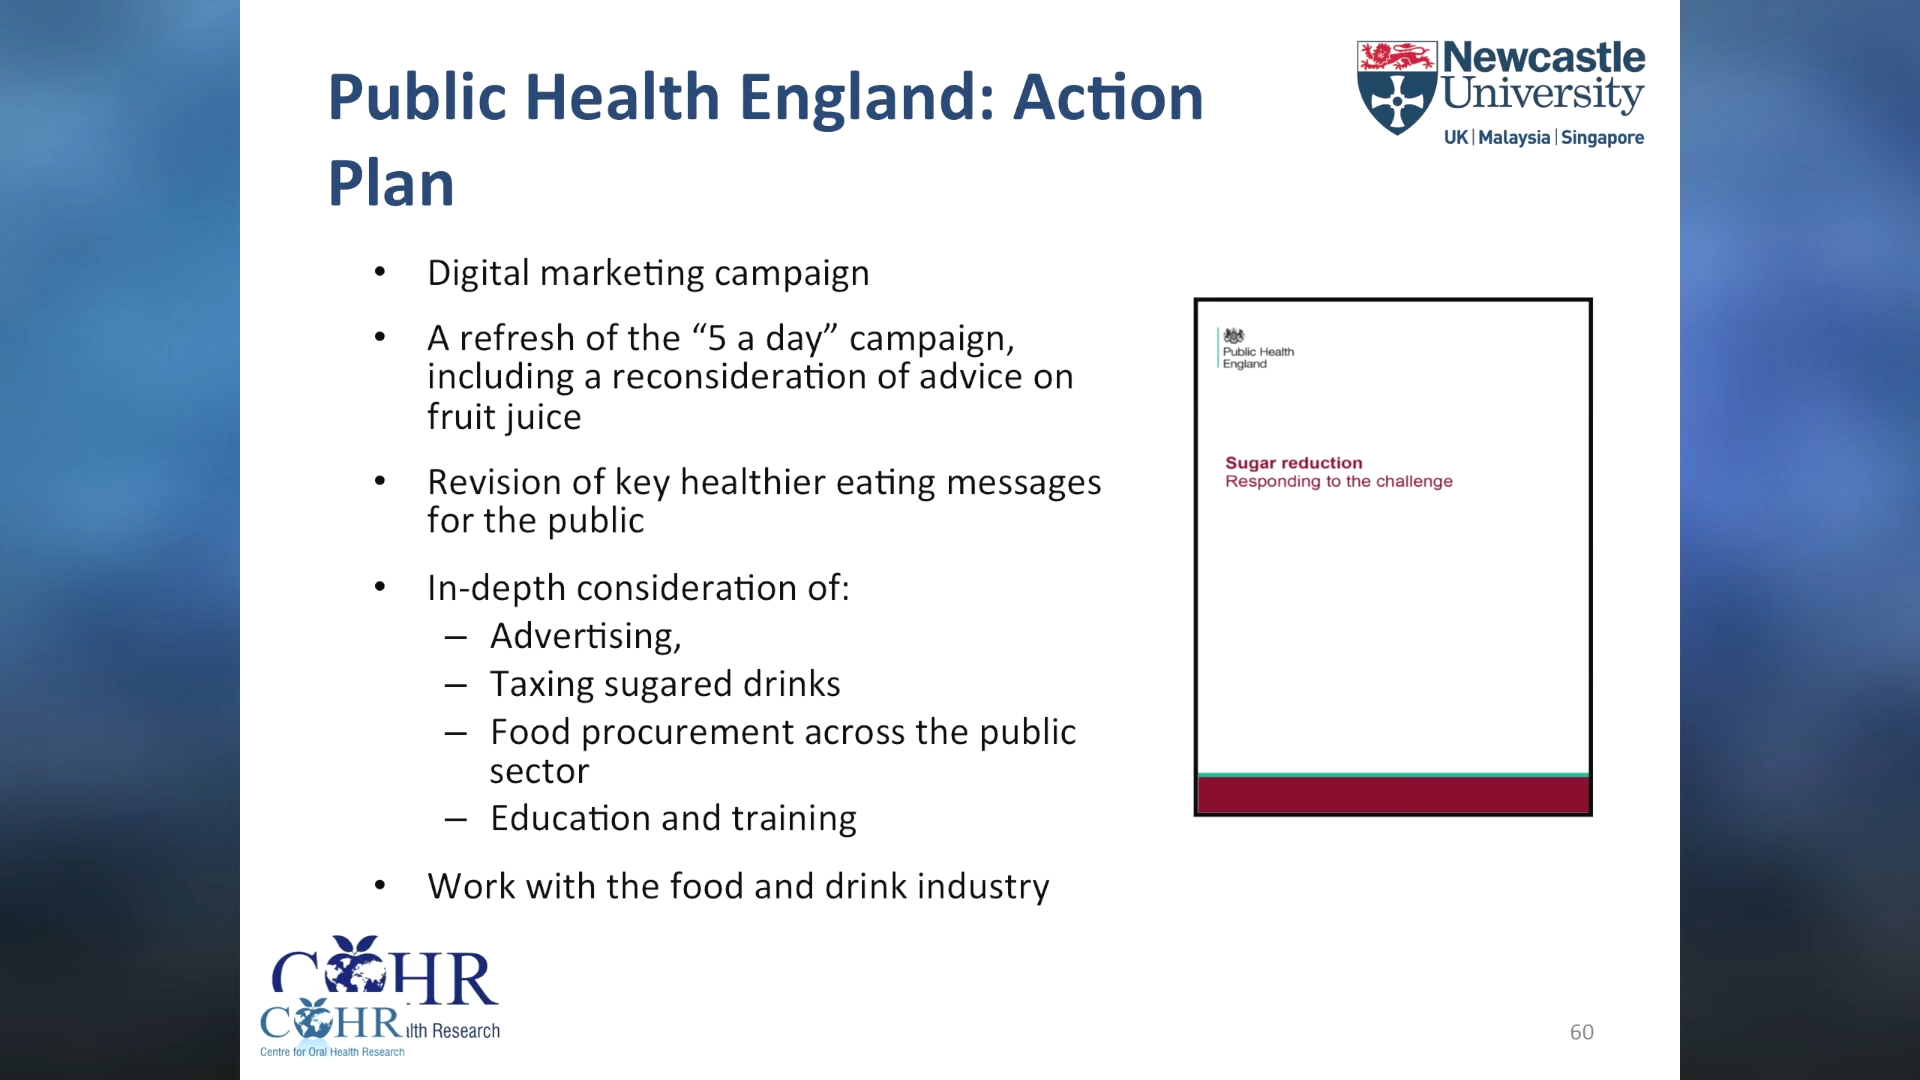 Public Health England: Action
Plan
Newcastle
University
UK | Malaysia | Singapore
• Digital marketing campaign
• A refresh of the “5 a day” campaign,
including a reconsideration of advice on
fruit juice
• Revision of key healthier eating messages
for the public
• In-depth consideration of:
– Advertising,
– Taxing sugared drinks
– Food procurement across the public
sector
– Education and training
• Work with the food and drink industry
Public Health
England
Sugar reduction
Responding to the challenge
COHR
lth Research
COHR
Centre for Oral Health Research
60